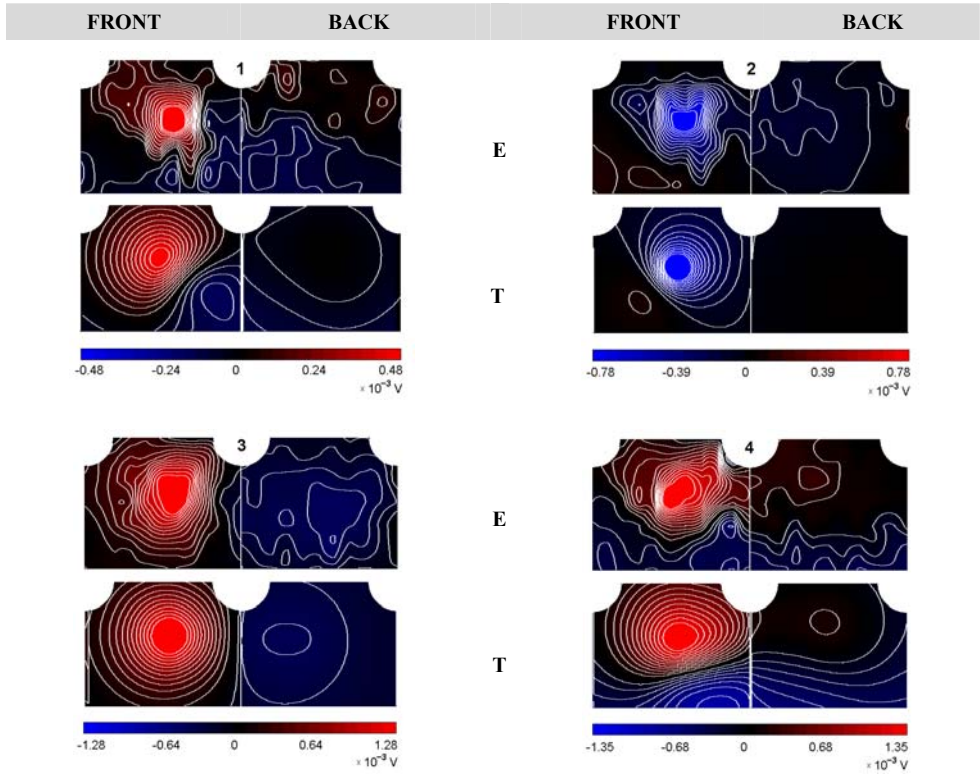 FRONT BACK FRONT BACK
1 2
E
T
-0.48 -0.24 0 0.24 0.48 -0.78 -0.39 0 0.39 0.78
× 10⁻³ V × 10⁻³ V
3 4
E
T
-1.28 -0.64 0 0.64 1.28 -1.35 -0.68 0 0.68 1.35
× 10⁻³ V × 10⁻³ V